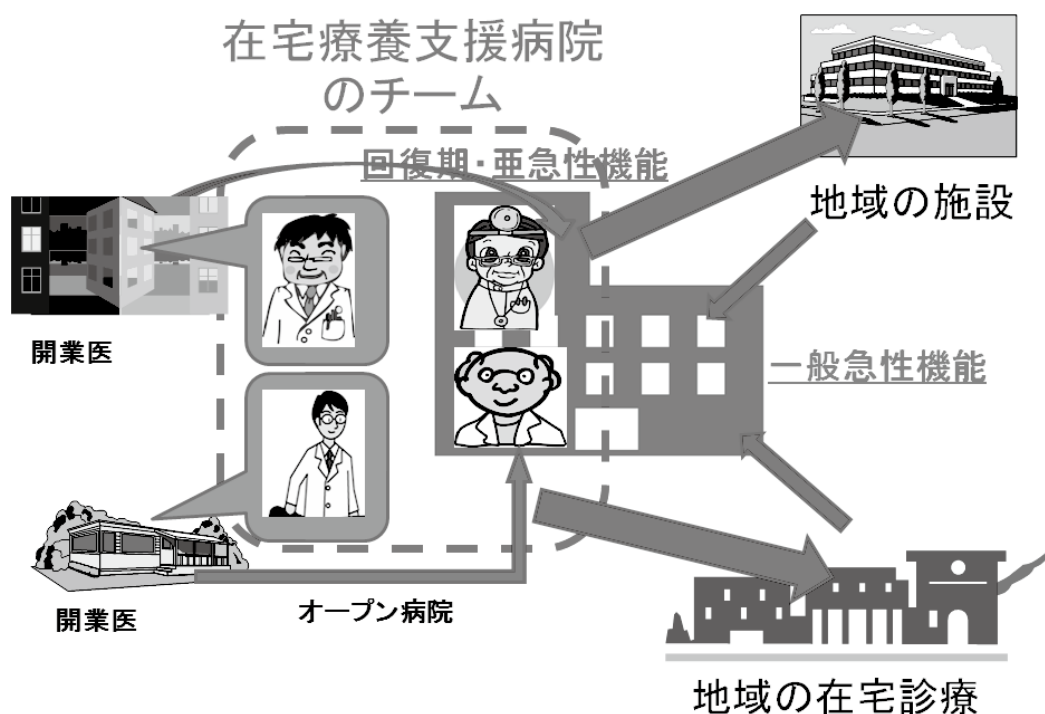 在宅療養支援病院
のチーム
回復期・亜急性機能
地域の施設
開業医
一般急性機能
開業医
オープン病院
地域の在宅診療